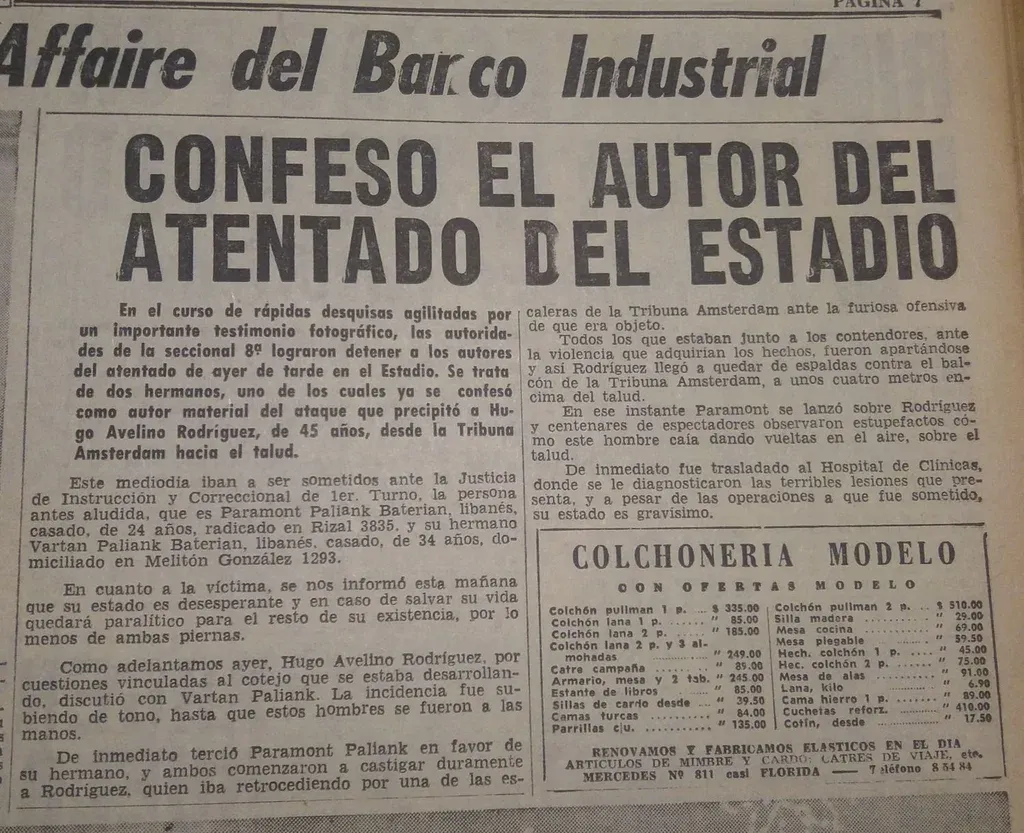 PAGINA 7
Affaire del Barco Industrial
CONFESO EL AUTOR DEL
ATENTADO DEL ESTADIO
En el curso de rápidas desquisas agilitadas por
un importante testimonio fotográfico, las autorida-
des de la seccional 8ª lograron detener a los autores
del atentado de ayer de tarde en el Estadio. Se trata
de dos hermanos, uno de los cuales ya se confesó
como autor material del ataque que precipitó a Hu-
go Avelino Rodríguez, de 45 años, desde la Tribuna
Amsterdam hacia el talud.
Este mediodía iban a ser sometidos ante la Justicia
de Instrucción y Correccional de 1er. Turno, la persona
antes aludida, que es Paramont Paliank Baterian, libanés,
casado, de 24 años, radicado en Rizal 3835, y su hermano
Vartan Paliank Baterian, libanés, casado, de 34 años, do-
miciliado en Melitón González 1293.
En cuanto a la víctima, se nos informó esta mañana
que su estado es desesperante y en caso de salvar su vida
quedará paralítico para el resto de su existencia, por lo
menos de ambas piernas.
Como adelantamos ayer, Hugo Avelino Rodríguez, por
cuestiones vinculadas al cotejo que se estaba desarrollan-
do, discutió con Vartan Paliank. La incidencia fue su-
biendo de tono, hasta que estos hombres se fueron a las
manos.
De inmediato terció Paramont Paliank en favor de
su hermano, y ambos comenzaron a castigar duramente
a Rodríguez, quien iba retrocediendo por una de las es-
caleras de la Tribuna Amsterdam ante la furiosa ofensiva
de que era objeto.
Todos los que estaban junto a los contendores, ante
la violencia que adquirían los hechos, fueron apartándose
y así Rodríguez llegó a quedar de espaldas contra el bal-
cón de la Tribuna Amsterdam, a unos cuatro metros en-
cima del talud.
En ese instante Paramont se lanzó sobre Rodríguez
y centenares de espectadores observaron estupefactos có-
mo este hombre caía dando vueltas en el aire, sobre el
talud.
De inmediato fue trasladado al Hospital de Clínicas,
donde se le diagnosticaron las terribles lesiones que pre-
senta, y a pesar de las operaciones a que fue sometido,
su estado es gravísimo.
COLCHONERIA MODELO
CON OFERTAS MODELO
Colchón pullman 1 p. ... $ 335.00
Colchón lana 1 p. ...... " 85.00
Colchón lana 2 p. ...... " 185.00
Colchón lana 2 p. y 3 al-
mohadas ............ " 249.00
Catre campaña ....... " 89.00
Armario, mesa y 2 tab. " 245.00
Estante de libros ...... " 85.00
Sillas de cardo desde ... " 39.50
Camas turcas .......... " 84.00
Parrillas c|u. .......... " 135.00
Colchón pullman 2 p. .. $ 510.00
Silla madera .......... " 29.00
Mesa cocina .......... " 69.00
Mesa plegable ........ " 59.50
Hech. colchón 1 p. .... " 45.00
Hec. colchón 2 p. ..... " 75.00
Mesa de alas .......... " 91.00
Lana, kilo ............ " 6.90
Cama hierro 1 p. ...... " 89.00
Cuchetas reforz. ...... " 410.00
Cotín, desde .......... " 17.50
RENOVAMOS Y FABRICAMOS ELASTICOS EN EL DIA
ARTICULOS DE MIMBRE Y CARDO: CATRES DE VIAJE, etc.
MERCEDES Nº 811 casi FLORIDA — Teléfono 8 54 84